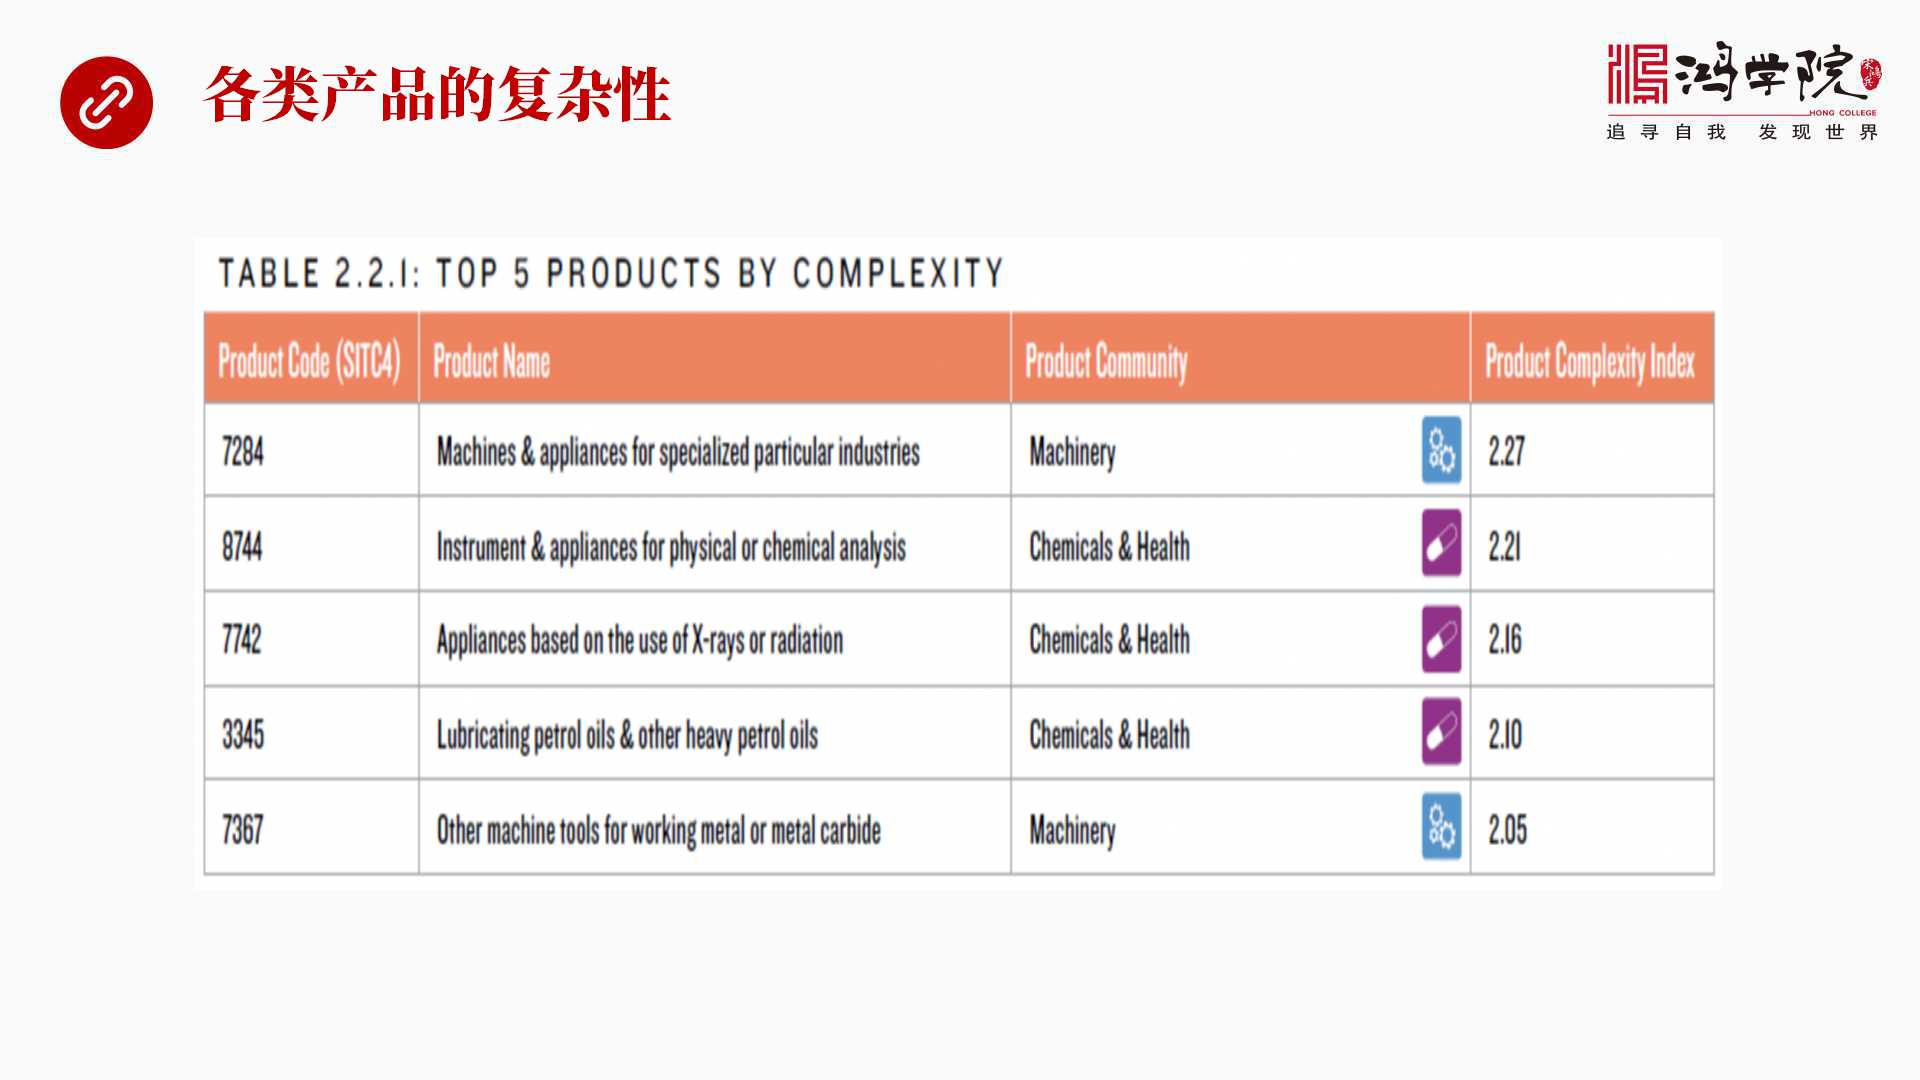 各类产品的复杂性
鸿学院
HONG COLLEGE
追寻自我 发现世界
TABLE 2.2.1: TOP 5 PRODUCTS BY COMPLEXITY
Product Code (SITC4) Product Name Product Community Product Complexity Index
7284 Machines & appliances for specialized particular industries Machinery 2.27
8744 Instrument & appliances for physical or chemical analysis Chemicals & Health 2.21
7742 Appliances based on the use of X-rays or radiation Chemicals & Health 2.16
3345 Lubricating petrol oils & other heavy petrol oils Chemicals & Health 2.10
7367 Other machine tools for working metal or metal carbide Machinery 2.05